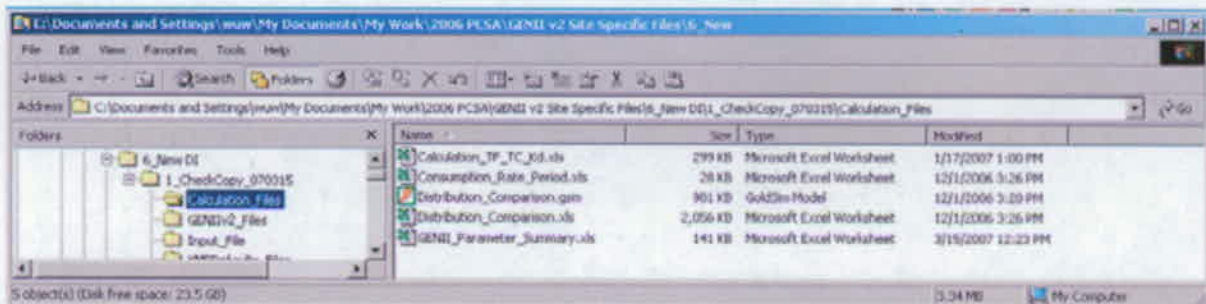 C:\Documents and Settings\wuw\My Documents\My Work\2006 PCSA\GENII v2 Site Specific Files\6_New
File Edit View Favorites Tools Help
Back Search Folders
Address C:\Documents and Settings\wuw\My Documents\My Work\2006 PCSA\GENII v2 Site Specific Files\6_New DI\1_CheckCopy_070315\Calculation_Files Go
Folders Name Size Type Modified
6_New DI
1_CheckCopy_070315
Calculation_Files
GENIIv2_Files
Input_File
Calculation_TF_TC_Kd.xls 299 KB Microsoft Excel Worksheet 1/17/2007 1:00 PM
Consumption_Rate_Period.xls 28 KB Microsoft Excel Worksheet 12/1/2006 3:26 PM
Distribution_Comparison.gsm 901 KB GoldSim Model 12/1/2006 3:20 PM
Distribution_Comparison.xls 2,056 KB Microsoft Excel Worksheet 12/1/2006 3:26 PM
GENII_Parameter_Summary.xls 141 KB Microsoft Excel Worksheet 3/15/2007 12:23 PM
5 object(s) (Disk free space: 23.5 GB) 3.34 MB My Computer